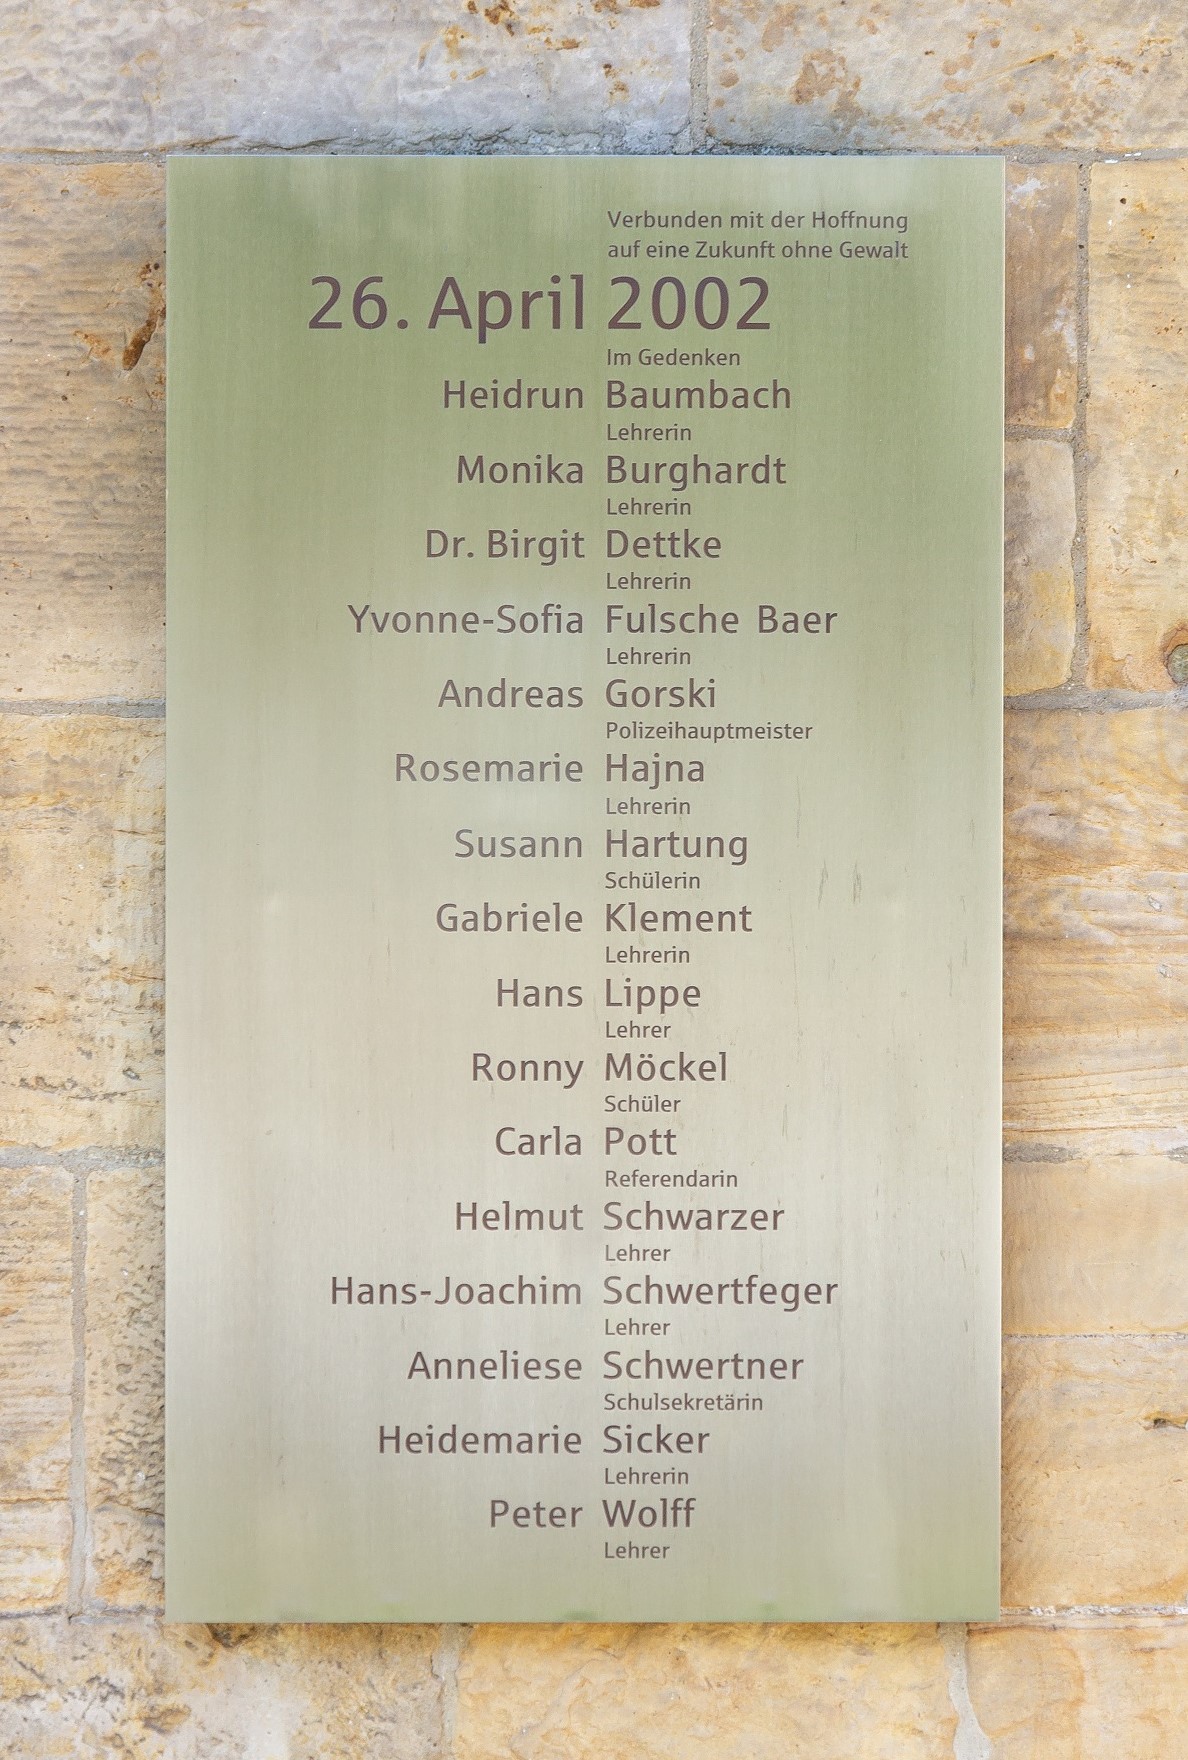 Verbunden mit der Hoffnung
auf eine Zukunft ohne Gewalt
26. April 2002
Im Gedenken
Heidrun Baumbach
Lehrerin
Monika Burghardt
Lehrerin
Dr. Birgit Dettke
Lehrerin
Yvonne-Sofia Fulsche Baer
Lehrerin
Andreas Gorski
Polizeihauptmeister
Rosemarie Hajna
Lehrerin
Susann Hartung
Schülerin
Gabriele Klement
Lehrerin
Hans Lippe
Lehrer
Ronny Möckel
Schüler
Carla Pott
Referendarin
Helmut Schwarzer
Lehrer
Hans-Joachim Schwertfeger
Lehrer
Anneliese Schwertner
Schulsekretärin
Heidemarie Sicker
Lehrerin
Peter Wolff
Lehrer